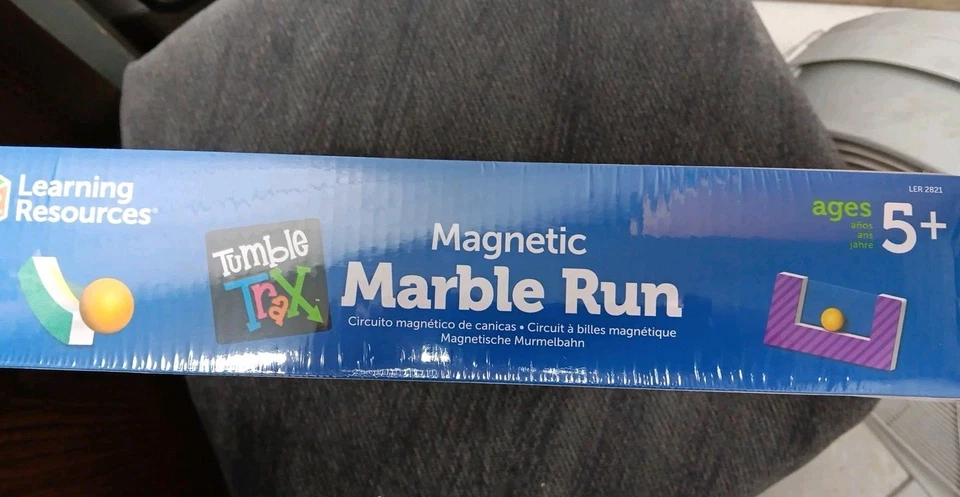 Learning
Resources®
Tumble
Trax™
Magnetic
Marble Run
Circuito magnético de canicas • Circuit à billes magnétique
Magnetische Murmelbahn
LER 2821
ages
años
ans
jahre
5+